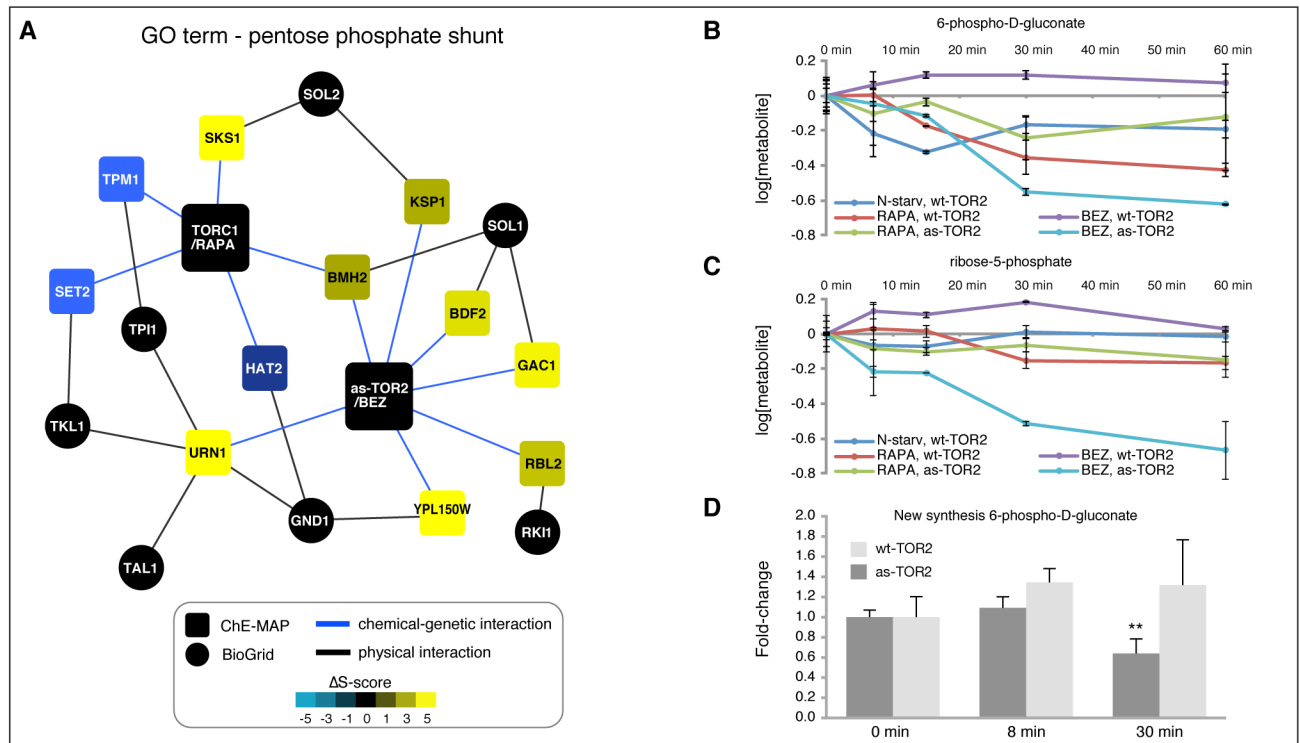 A
GO term - pentose phosphate shunt
SOL2
SKS1
TPM1
KSP1
TORC1
/RAPA
SOL1
BMH2
SET2
BDF2
TPI1
HAT2
GAC1
as-TOR2
/BEZ
TKL1
URN1
RBL2
YPL150W
GND1
RKI1
TAL1
ChE-MAP
chemical-genetic interaction
BioGrid
physical interaction
ΔS-score
-5 -3 -1 0 1 3 5
B
6-phospho-D-gluconate
0 min 10 min 20 min 30 min 40 min 50 min 60 min
log[metabolite]
0.2
0
-0.2
-0.4
-0.6
-0.8
N-starv, wt-TOR2
RAPA, wt-TOR2
RAPA, as-TOR2
BEZ, wt-TOR2
BEZ, as-TOR2
C
ribose-5-phosphate
0 min 10 min 20 min 30 min 40 min 50 min 60 min
log[metabolite]
0.2
0
-0.2
-0.4
-0.6
-0.8
N-starv, wt-TOR2
RAPA, wt-TOR2
RAPA, as-TOR2
BEZ, wt-TOR2
BEZ, as-TOR2
D
New synthesis 6-phospho-D-gluconate
Fold-change
2.0
1.8
1.6
1.4
1.2
1.0
0.8
0.6
0.4
0.2
0.0
wt-TOR2
as-TOR2
**
0 min 8 min 30 min